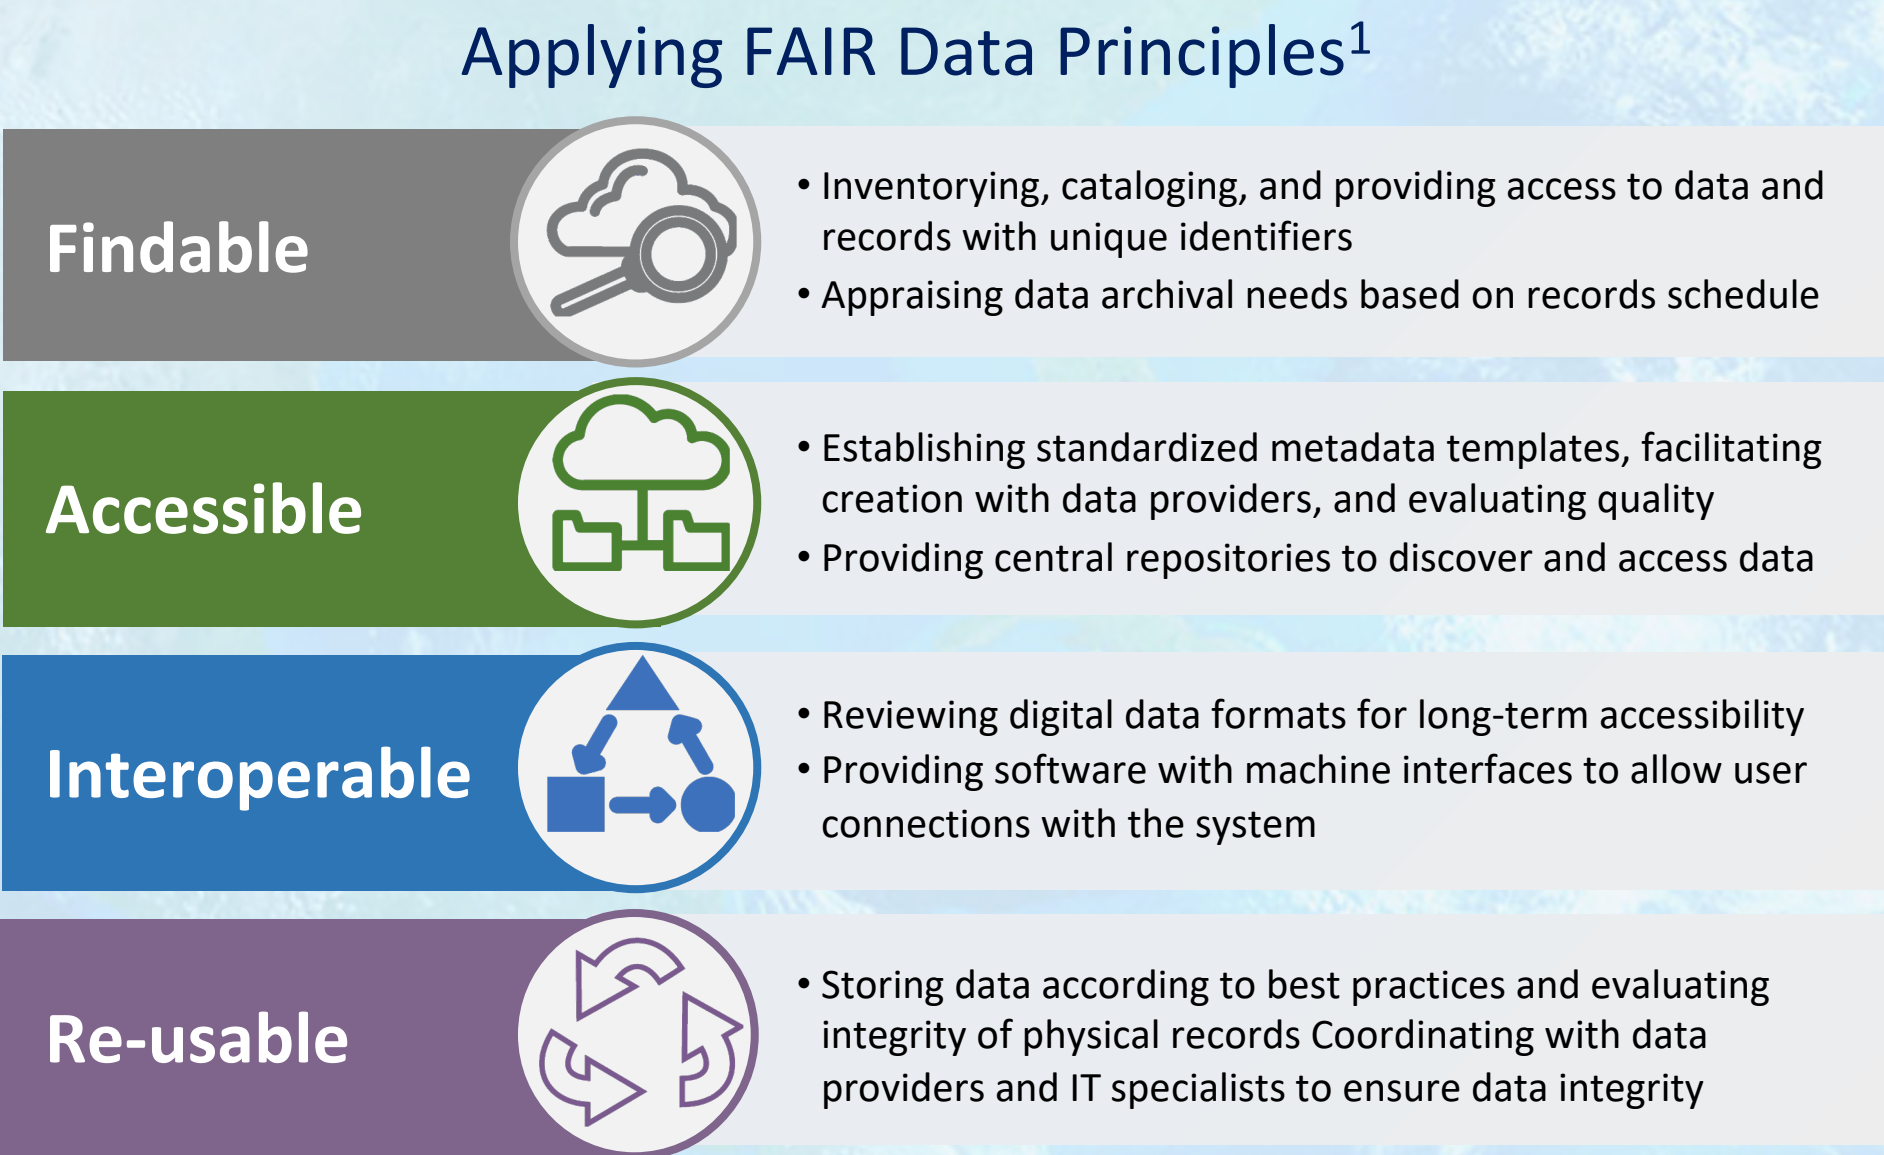 Applying FAIR Data Principles¹
Findable
• Inventorying, cataloging, and providing access to data and
records with unique identifiers
• Appraising data archival needs based on records schedule
Accessible
• Establishing standardized metadata templates, facilitating
creation with data providers, and evaluating quality
• Providing central repositories to discover and access data
Interoperable
• Reviewing digital data formats for long-term accessibility
• Providing software with machine interfaces to allow user
connections with the system
Re-usable
• Storing data according to best practices and evaluating
integrity of physical records Coordinating with data
providers and IT specialists to ensure data integrity